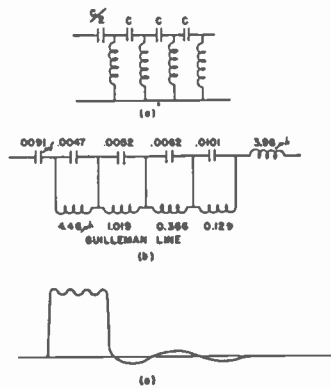 C/2 C C C
(a)
.0091 .0047 .0052 .0062 .0101 3.98 μ
4.46 μ 1.019 0.366 0.129
GUILLEMAN LINE
(b)
(c)